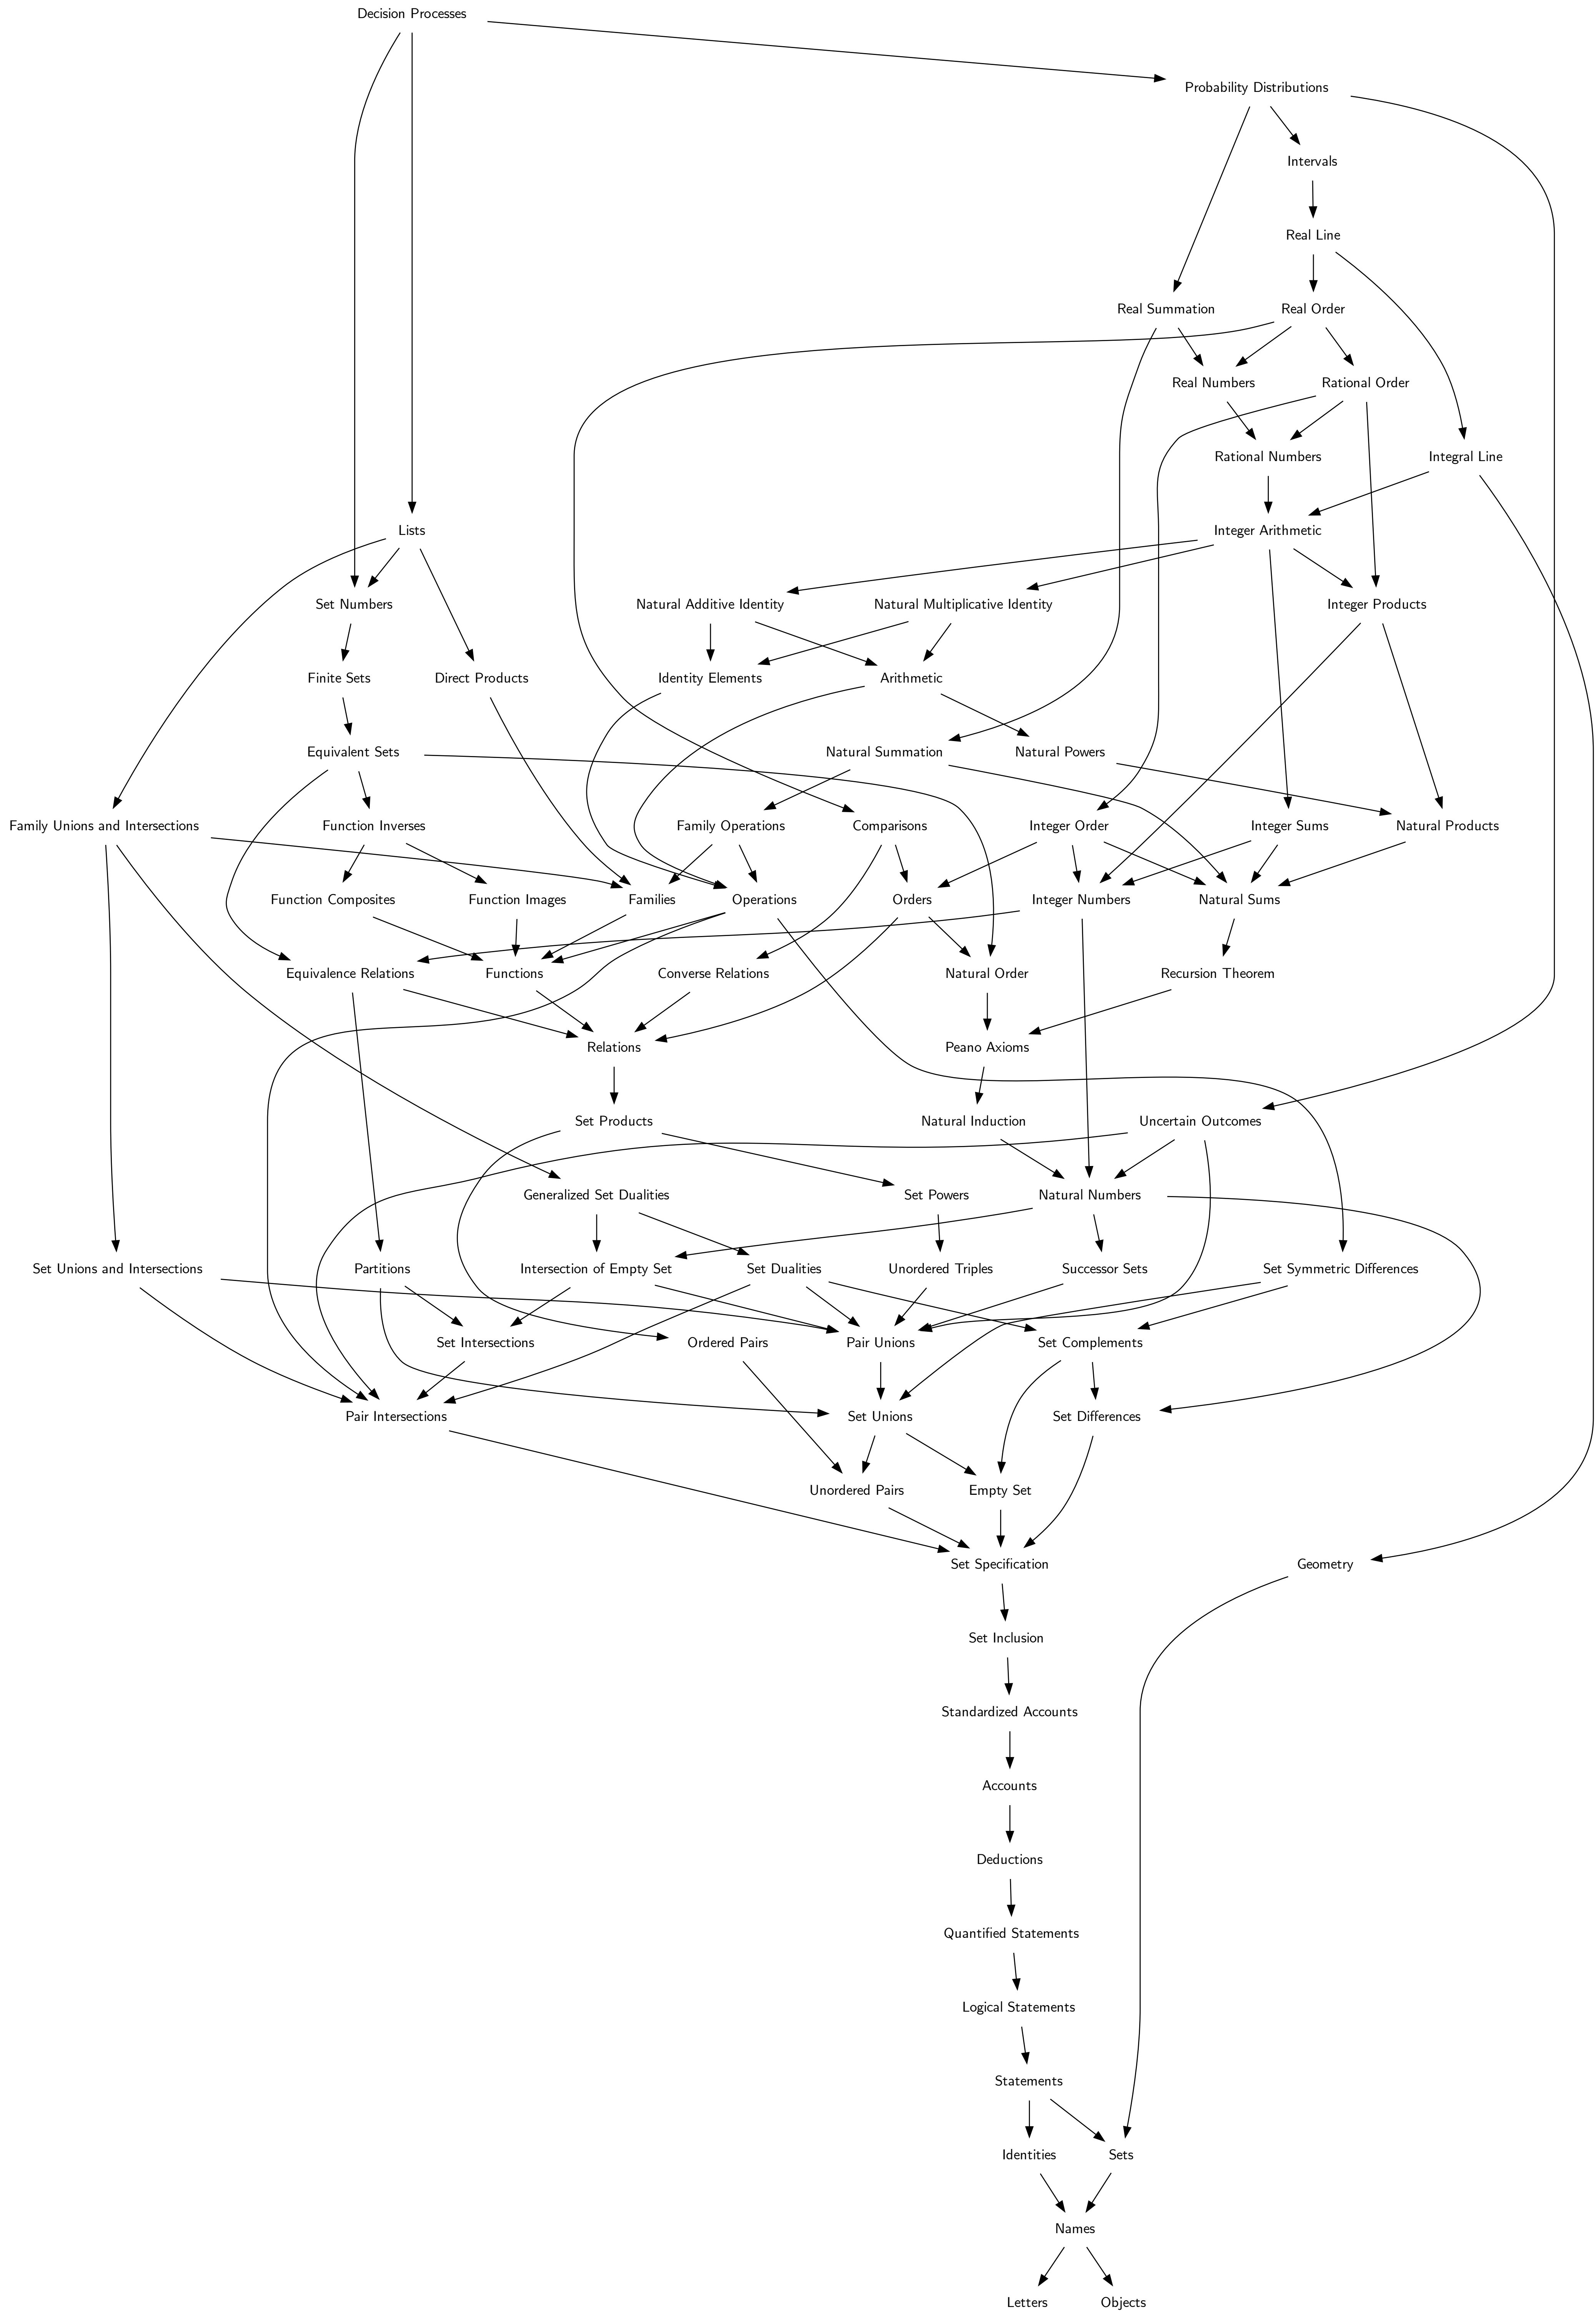 Decision Processes
Probability Distributions
Intervals
Real Line
Real Summation
Real Order
Real Numbers
Rational Order
Rational Numbers
Integral Line
Lists
Integer Arithmetic
Set Numbers
Natural Additive Identity
Natural Multiplicative Identity
Integer Products
Finite Sets
Direct Products
Identity Elements
Arithmetic
Equivalent Sets
Natural Summation
Natural Powers
Family Unions and Intersections
Function Inverses
Family Operations
Comparisons
Integer Order
Integer Sums
Natural Products
Function Composites
Function Images
Families
Operations
Orders
Integer Numbers
Natural Sums
Equivalence Relations
Functions
Converse Relations
Natural Order
Recursion Theorem
Relations
Peano Axioms
Set Products
Natural Induction
Uncertain Outcomes
Generalized Set Dualities
Set Powers
Natural Numbers
Set Unions and Intersections
Partitions
Intersection of Empty Set
Set Dualities
Unordered Triples
Successor Sets
Set Symmetric Differences
Set Intersections
Ordered Pairs
Pair Unions
Set Complements
Pair Intersections
Set Unions
Set Differences
Unordered Pairs
Empty Set
Set Specification
Geometry
Set Inclusion
Standardized Accounts
Accounts
Deductions
Quantified Statements
Logical Statements
Statements
Identities
Sets
Names
Letters
Objects